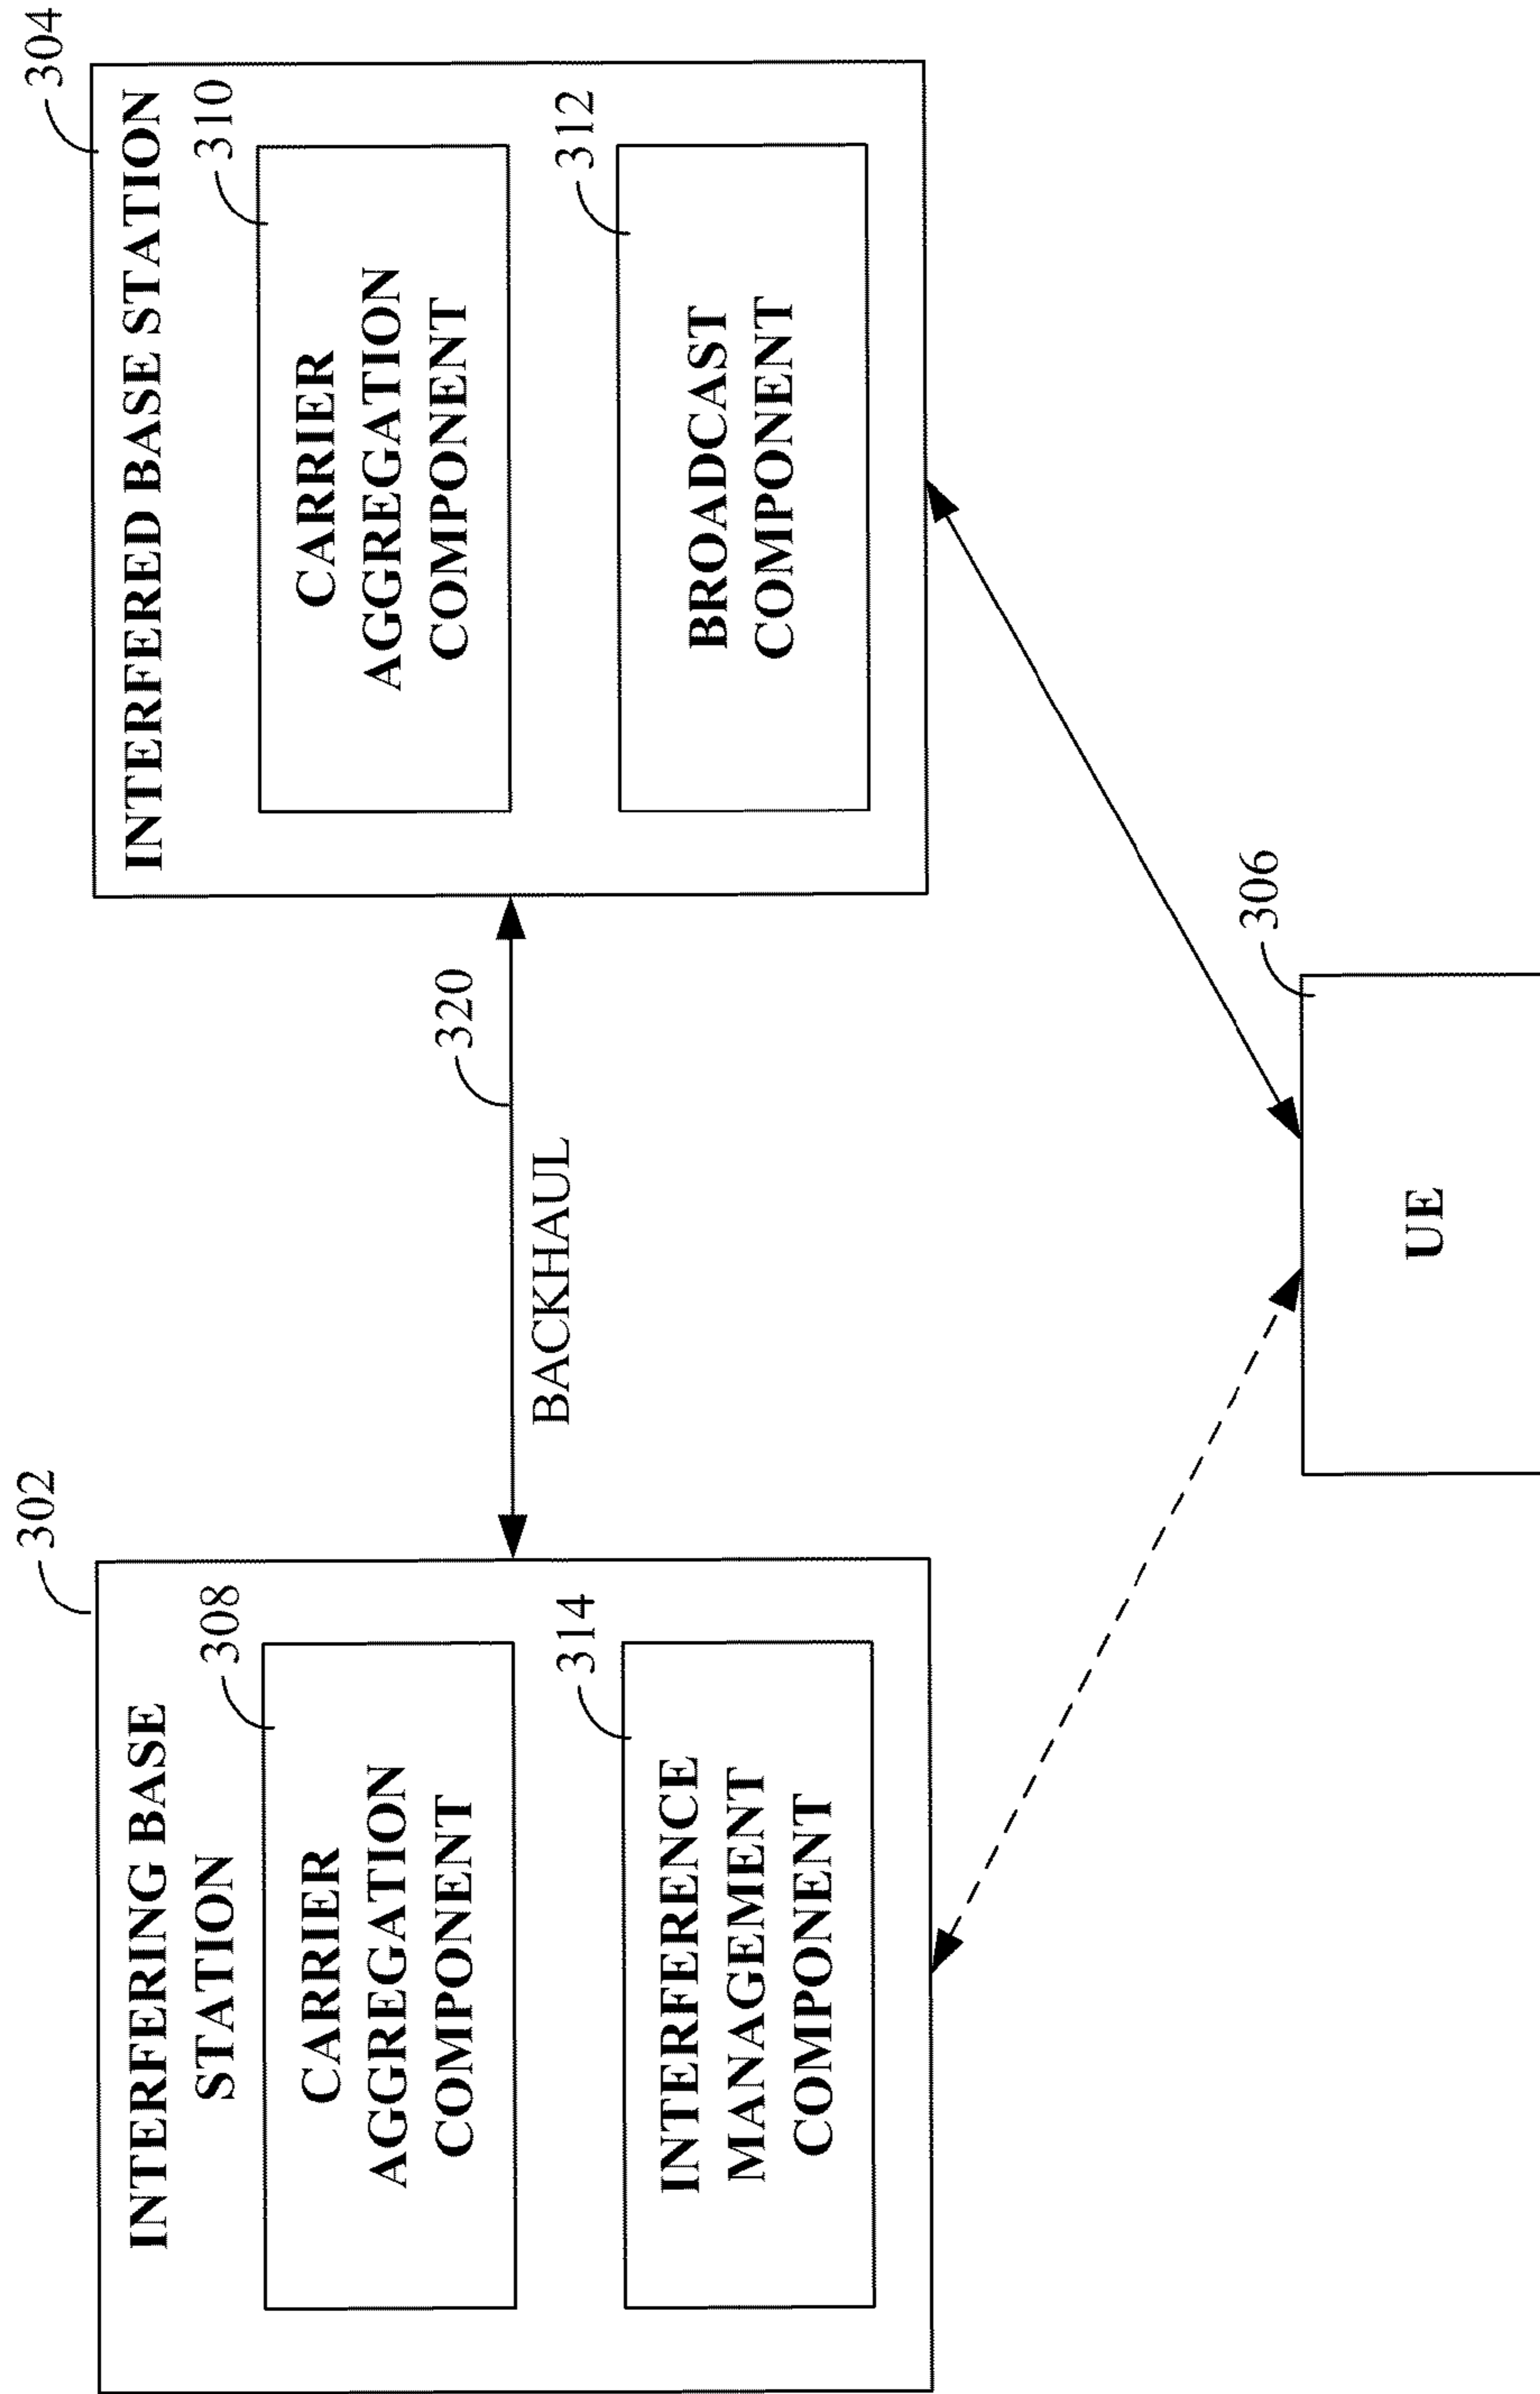 302
INTERFERING BASE
STATION
308
CARRIER
AGGREGATION
COMPONENT
314
INTERFERENCE
MANAGEMENT
COMPONENT
320
BACKHAUL
304
INTERFERED BASE STATION
310
CARRIER
AGGREGATION
COMPONENT
312
BROADCAST
COMPONENT
306
UE